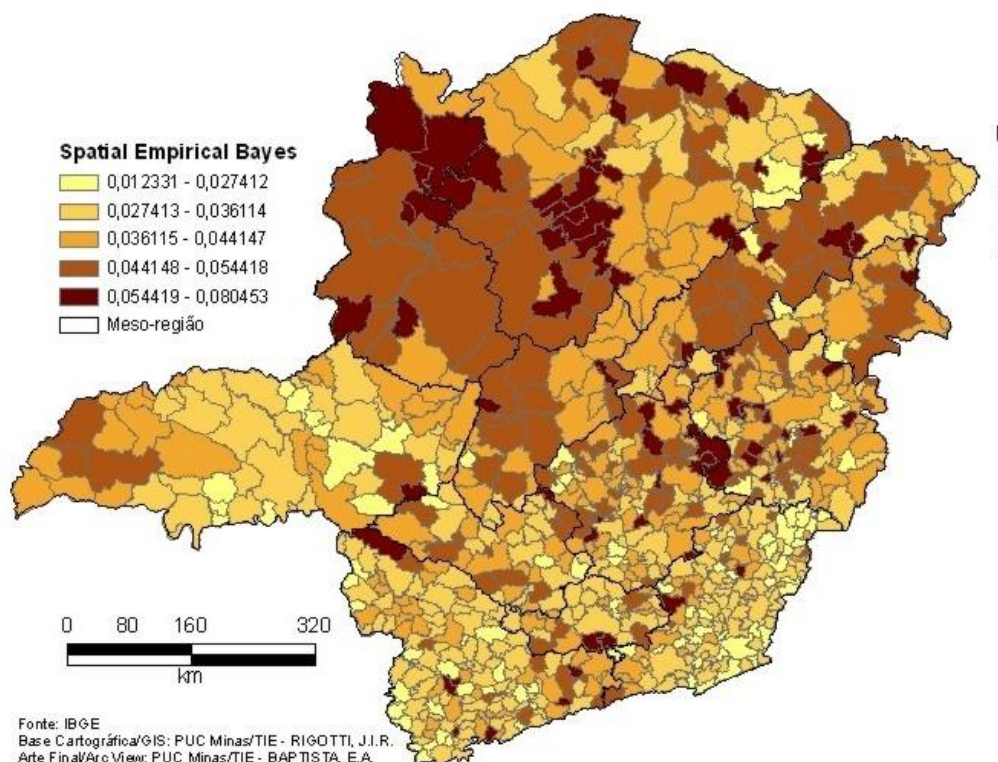 Spatial Empirical Bayes
0,012331 - 0,027412
0,027413 - 0,036114
0,036115 - 0,044147
0,044148 - 0,054418
0,054419 - 0,080453
Meso-região
0 80 160 320
km
Fonte: IBGE
Base Cartográfica/GIS: PUC Minas/TIE - RIGOTTI, J.I.R.
Arte Final/Arc View: PUC Minas/TIE - BAPTISTA, E.A.